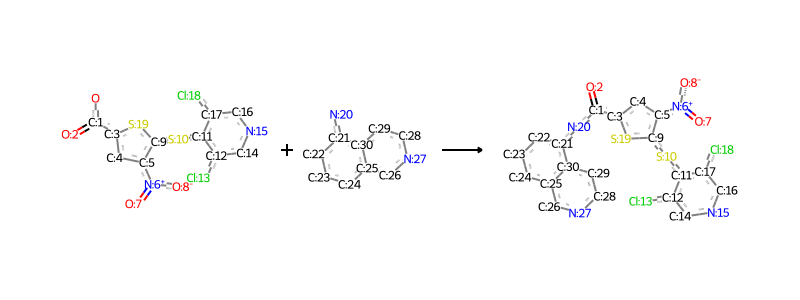 O
O:2
C:1
C:3
S:19
C:4
C:5
C:9
S:10
N:6+
O:8
O:7
Cl:18
C:17
C:16
C:11
N:15
C:12
C:14
Cl:13
+
N:20
C:21
C:22
C:23
C:24
C:25
C:30
C:29
C:28
N:27
C:26
O:2
C:1
N:20
C:3
C:4
C:5
S:19
C:9
N:6+
O:8-
O:7
S:10
C:11
C:17
Cl:18
C:16
N:15
C:14
C:12
Cl:13
C:22
C:21
C:23
C:24
C:25
C:30
C:29
C:28
N:27
C:26